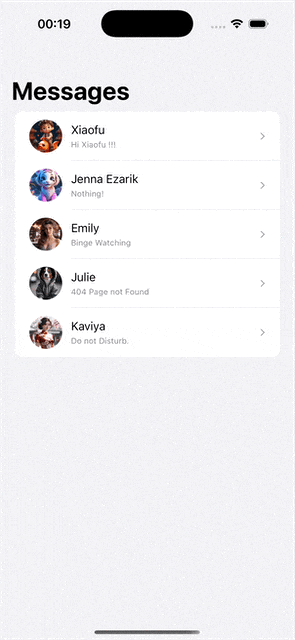 00:19
Messages
Xiaofu
Hi Xiaofu !!!
Jenna Ezarik
Nothing!
Emily
Binge Watching
Julie
404 Page not Found
Kaviya
Do not Disturb.